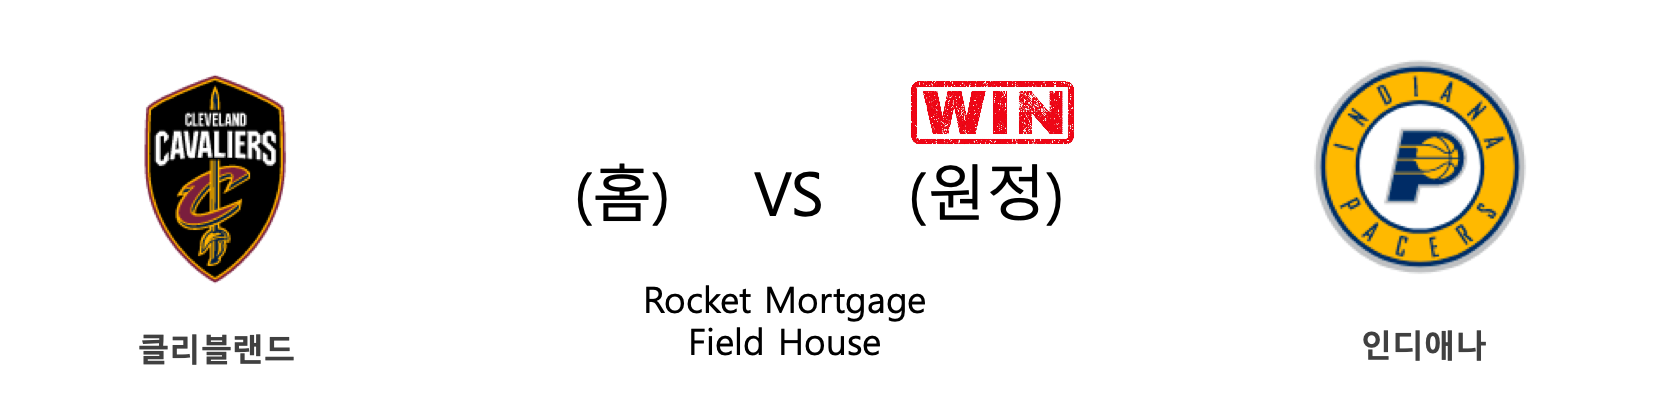 CLEVELAND
CAVALIERS
클리블랜드
(홈)
VS
WIN
(원정)
Rocket Mortgage
Field House
INDIANA
PACERS
인디애나